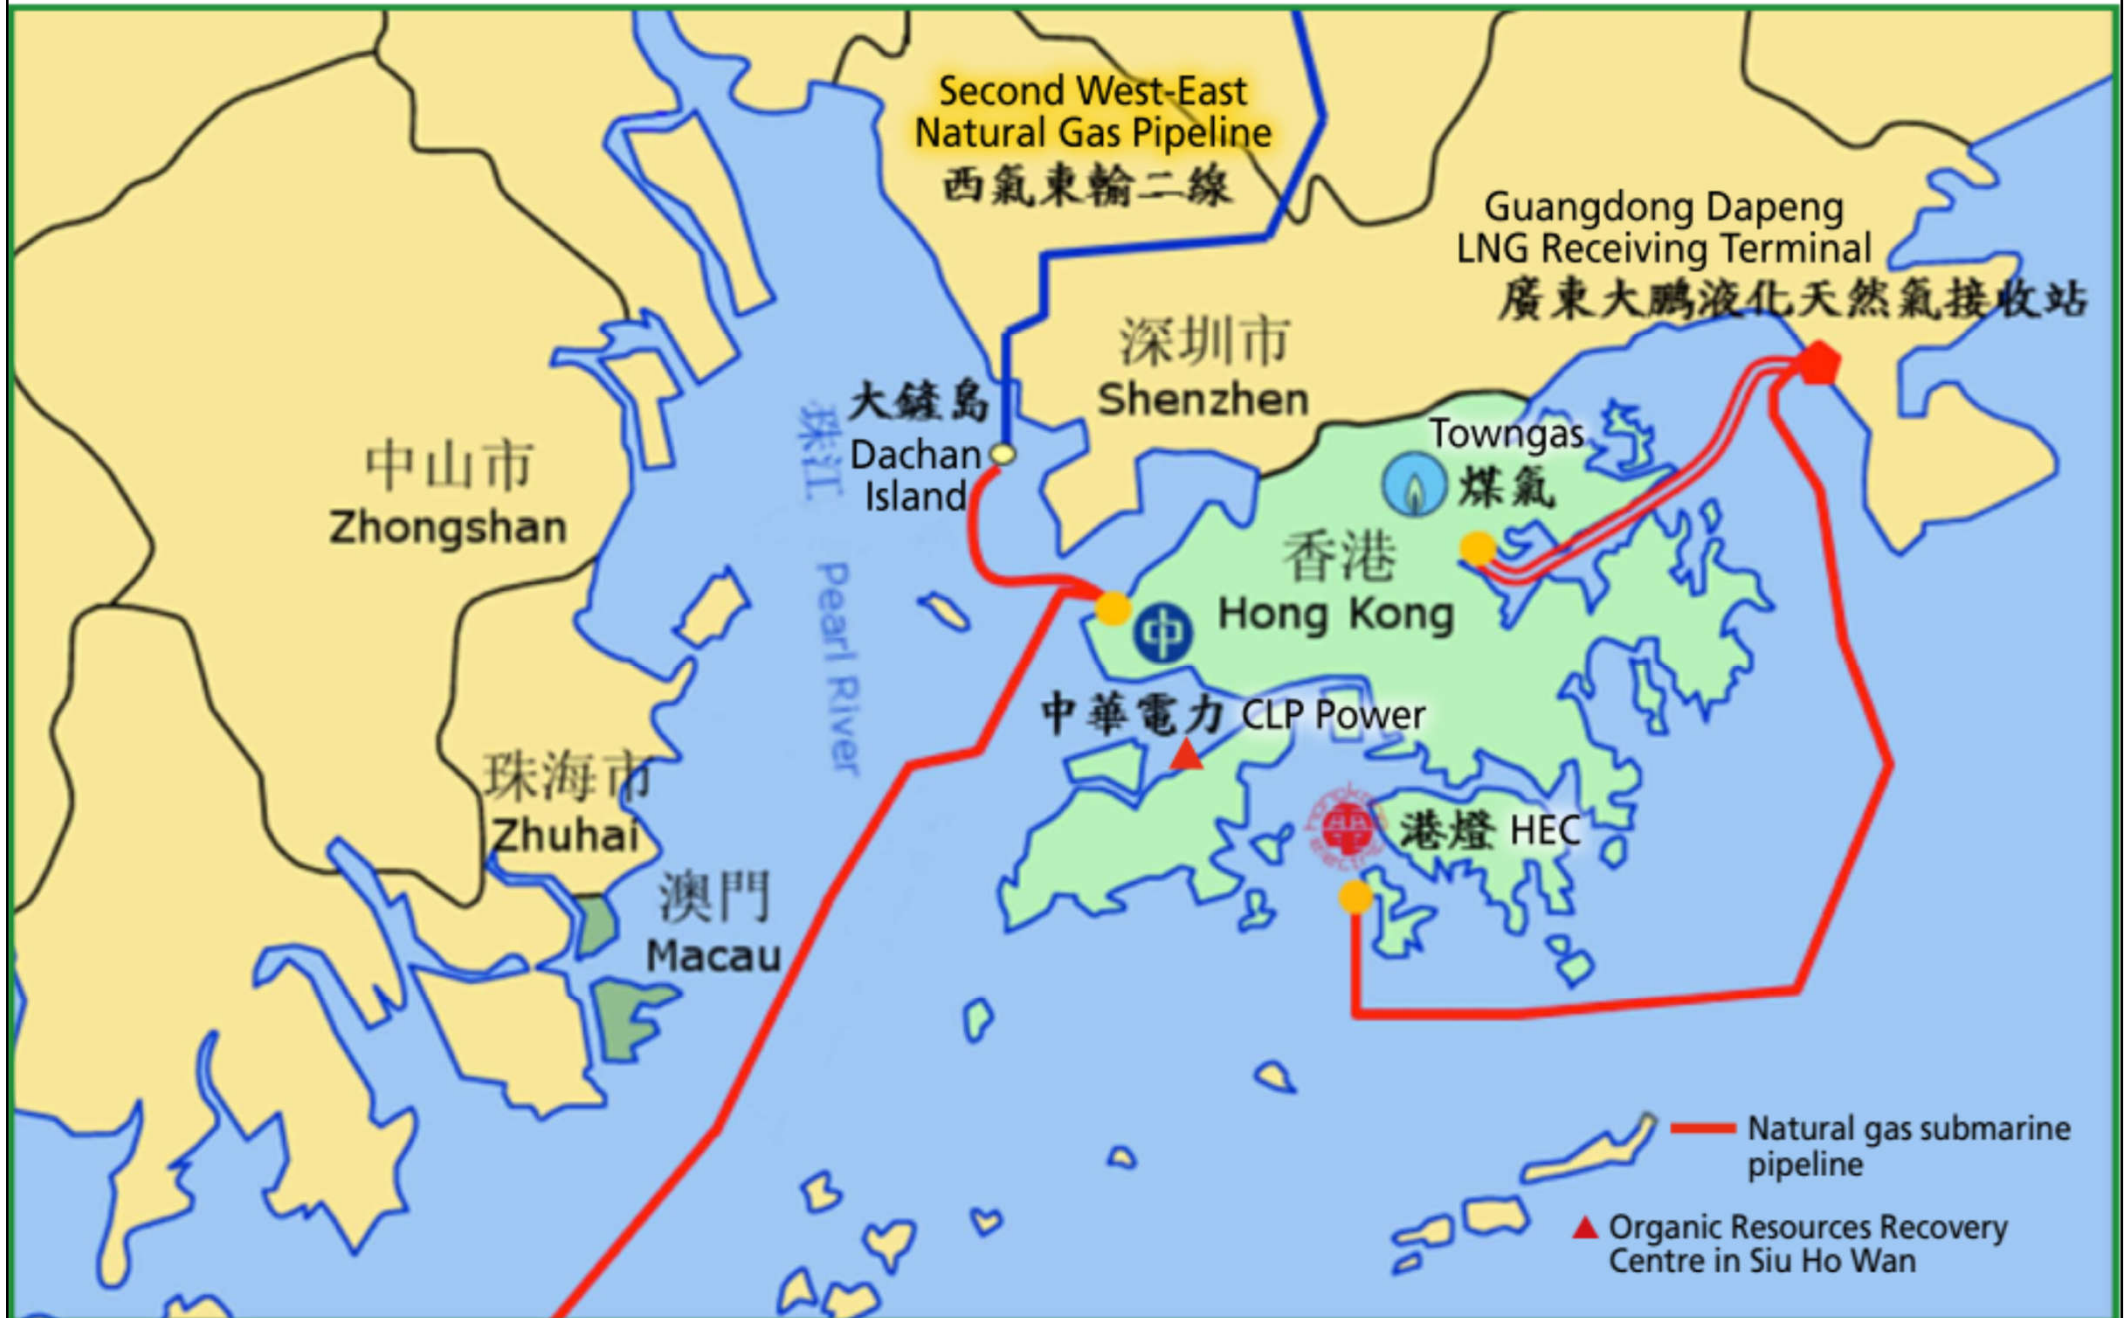 Second West-East
Natural Gas Pipeline
西氣東輸二線
Guangdong Dapeng
LNG Receiving Terminal
廣東大鵬液化天然氣接收站
深圳市
Shenzhen
大鏟島
Dachan
Island
珠江 Pearl River
中山市
Zhongshan
Towngas
煤氣
香港
Hong Kong
中華電力 CLP Power
珠海市
Zhuhai
港燈 HEC
澳門
Macau
Natural gas submarine
pipeline
Organic Resources Recovery
Centre in Siu Ho Wan